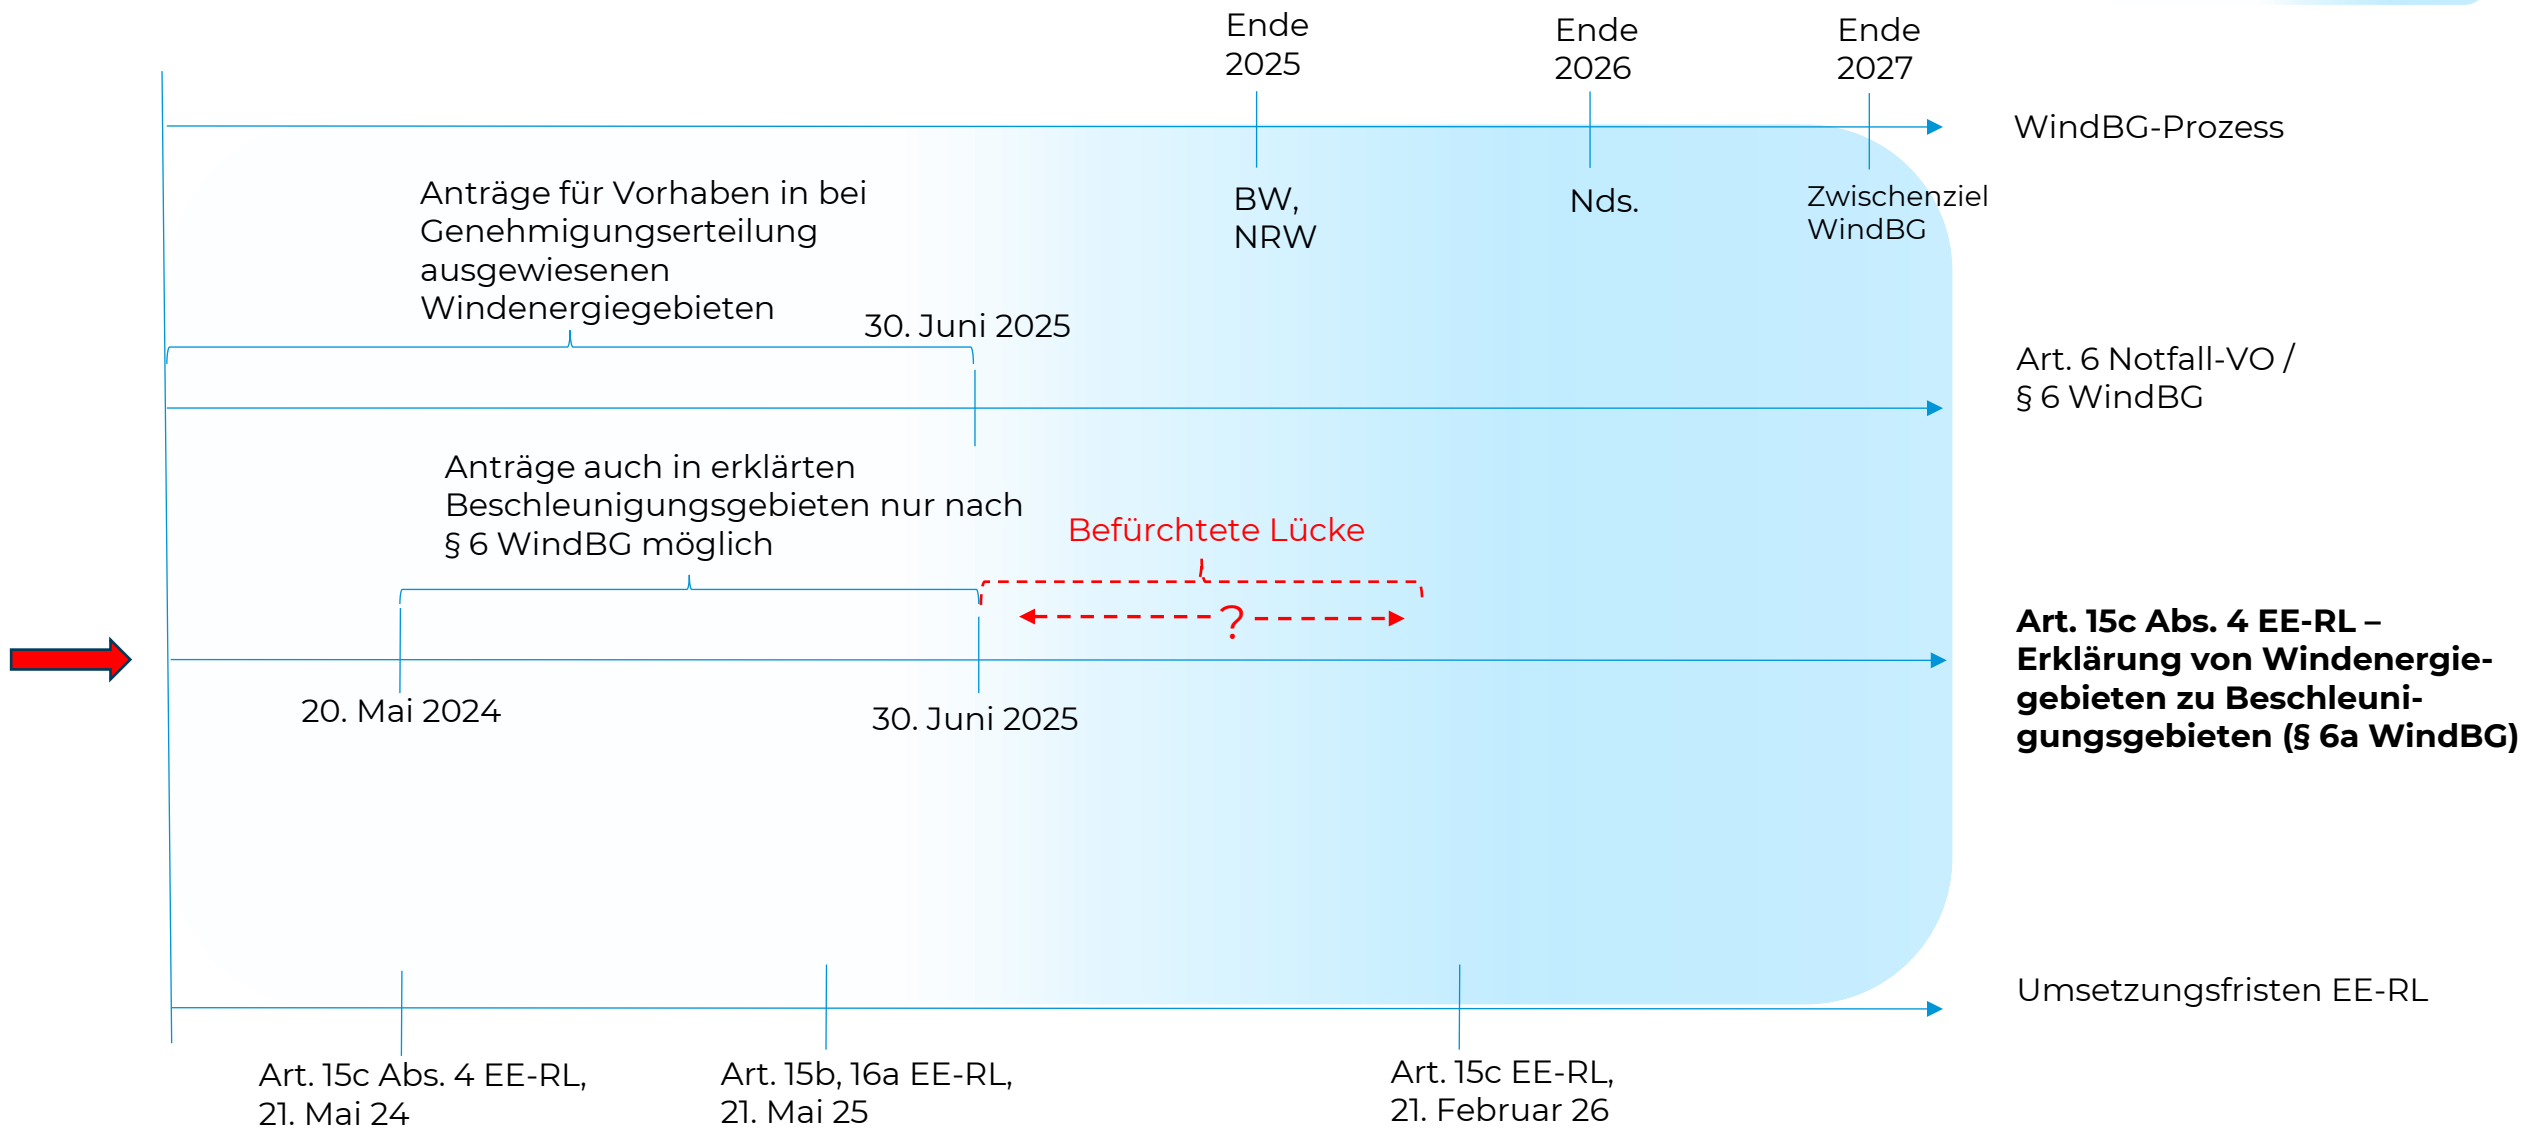 Ende
2025
Ende
2026
Ende
2027
WindBG-Prozess
BW,
NRW
Nds.
Zwischenziel
WindBG
Anträge für Vorhaben in bei
Genehmigungserteilung
ausgewiesenen
Windenergiegebieten
30. Juni 2025
Art. 6 Notfall-VO /
§ 6 WindBG
Anträge auch in erklärten
Beschleunigungsgebieten nur nach
§ 6 WindBG möglich
Befürchtete Lücke
?
20. Mai 2024
30. Juni 2025
Art. 15c Abs. 4 EE-RL –
Erklärung von Windenergie-
gebieten zu Beschleuni-
gungsgebieten (§ 6a WindBG)
Umsetzungsfristen EE-RL
Art. 15c Abs. 4 EE-RL,
21. Mai 24
Art. 15b, 16a EE-RL,
21. Mai 25
Art. 15c EE-RL,
21. Februar 26